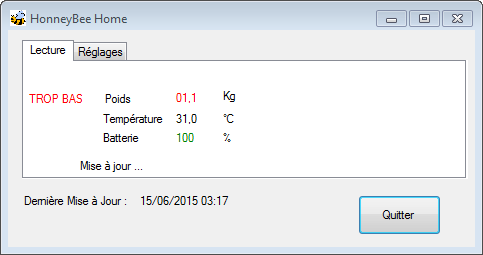 HonneyBee Home
Lecture Réglages
TROP BAS Poids 01,1 Kg
Température 31,0 °C
Batterie 100 %
Mise à jour ...
Dernière Mise à Jour : 15/06/2015 03:17
Quitter